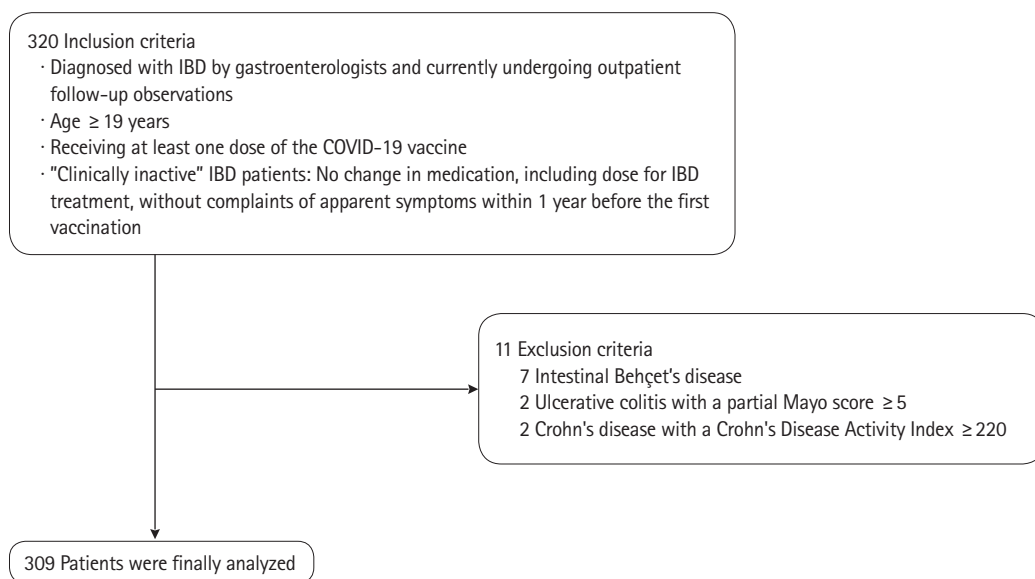 320 Inclusion criteria
· Diagnosed with IBD by gastroenterologists and currently undergoing outpatient
follow-up observations
· Age ≥ 19 years
· Receiving at least one dose of the COVID-19 vaccine
· "Clinically inactive" IBD patients: No change in medication, including dose for IBD
treatment, without complaints of apparent symptoms within 1 year before the first
vaccination
11 Exclusion criteria
7 Intestinal Behçet's disease
2 Ulcerative colitis with a partial Mayo score ≥ 5
2 Crohn's disease with a Crohn's Disease Activity Index ≥ 220
309 Patients were finally analyzed